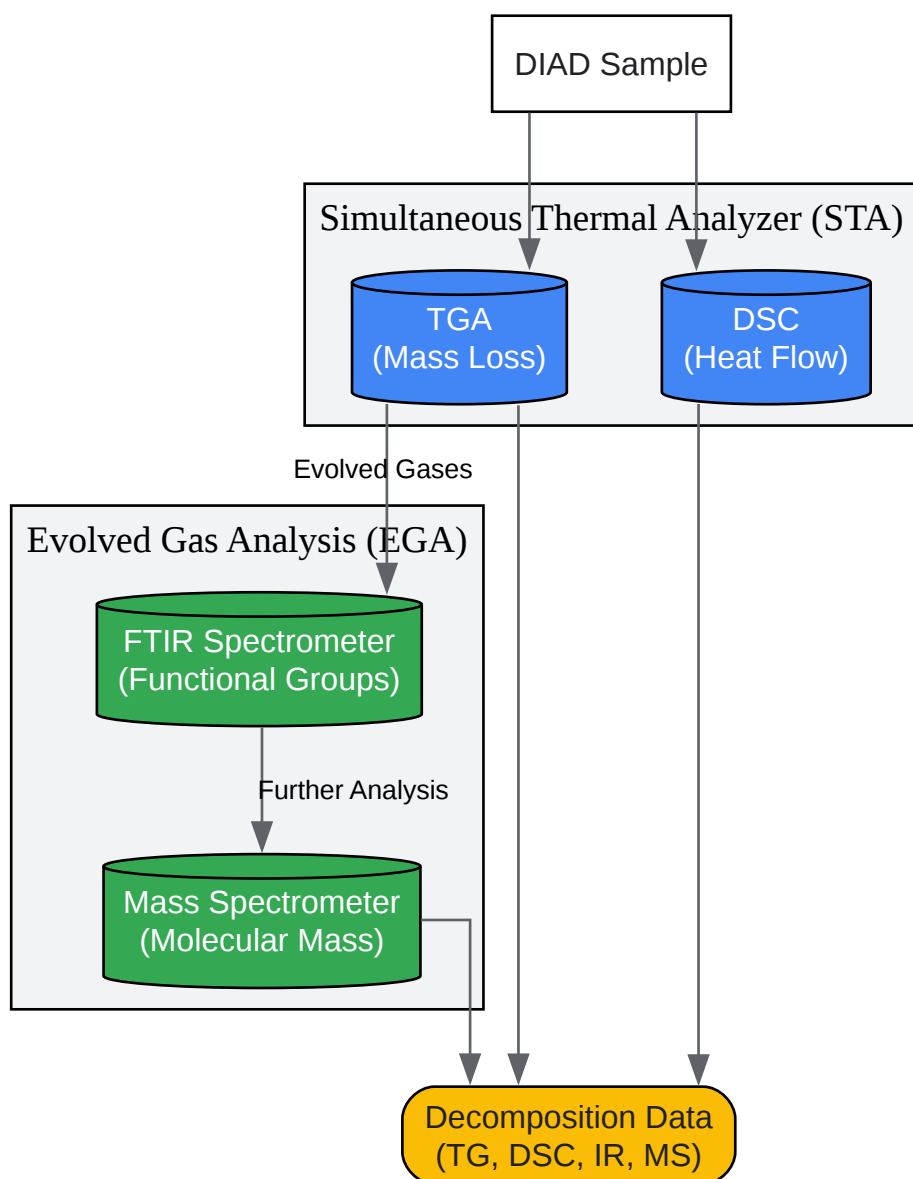 DIAD Sample
Simultaneous Thermal Analyzer (STA)
TGA
(Mass Loss)
DSC
(Heat Flow)
Evolved Gases
Evolved Gas Analysis (EGA)
FTIR Spectrometer
(Functional Groups)
Further Analysis
Mass Spectrometer
(Molecular Mass)
Decomposition Data
(TG, DSC, IR, MS)